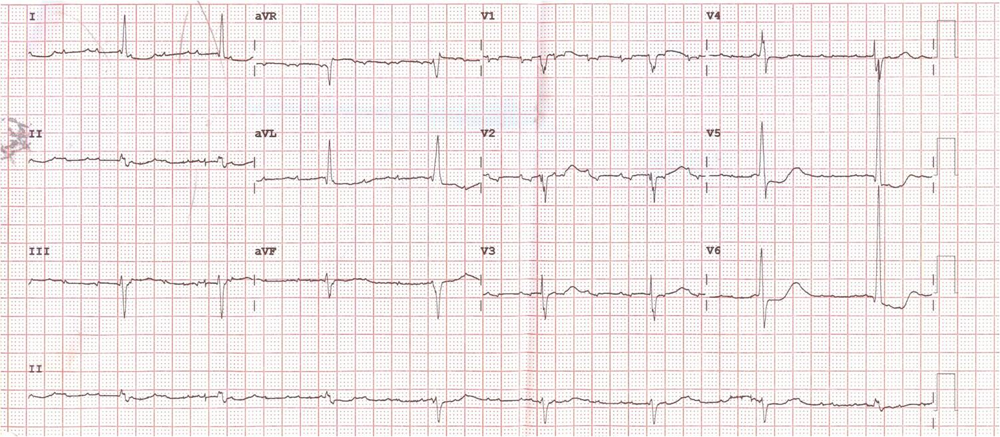 I aVR V1 V4
II aVL V2 V5
III aVF V3 V6
II